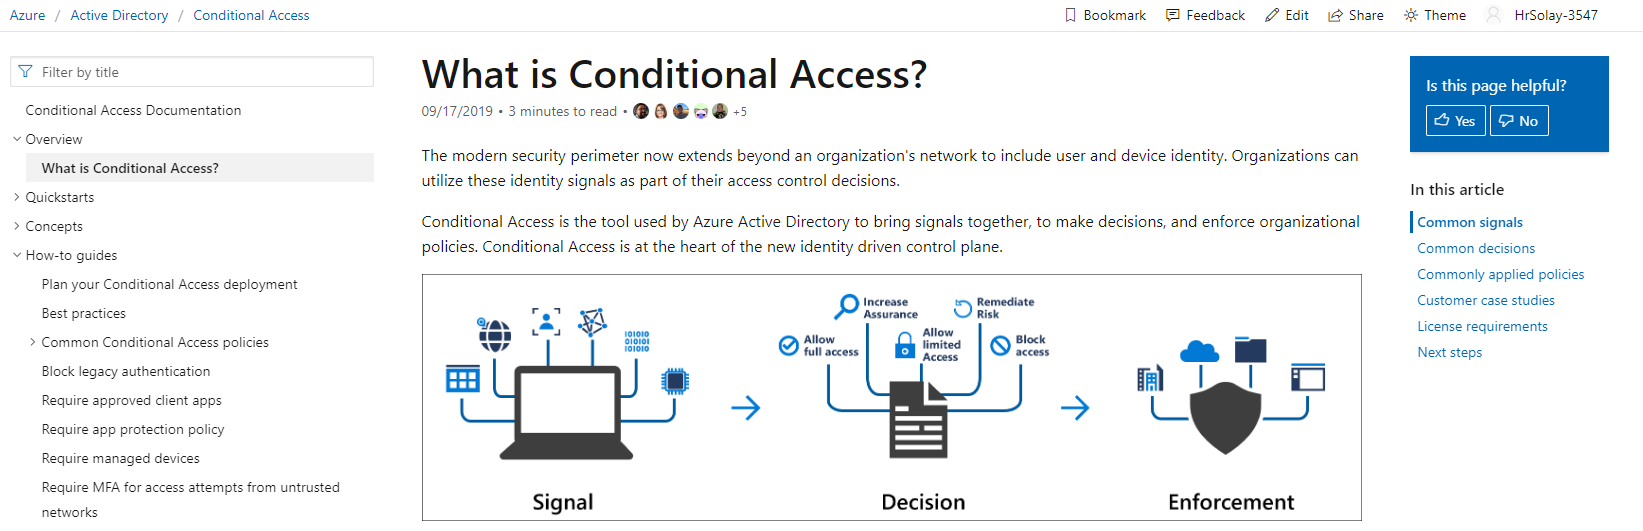 Azure / Active Directory / Conditional Access
Bookmark Feedback Edit Share Theme HrSolay-3547
Filter by title
Conditional Access Documentation
Overview
What is Conditional Access?
Quickstarts
Concepts
How-to guides
Plan your Conditional Access deployment
Best practices
Common Conditional Access policies
Block legacy authentication
Require approved client apps
Require app protection policy
Require managed devices
Require MFA for access attempts from untrusted
networks
What is Conditional Access?
09/17/2019 • 3 minutes to read • +5
The modern security perimeter now extends beyond an organization's network to include user and device identity. Organizations can
utilize these identity signals as part of their access control decisions.
Conditional Access is the tool used by Azure Active Directory to bring signals together, to make decisions, and enforce organizational
policies. Conditional Access is at the heart of the new identity driven control plane.
010101
01010
010101
Signal
Increase
Assurance
Remediate
Risk
Allow
full access
Allow
limited
Access
Block
access
Decision
Enforcement
Is this page helpful?
Yes No
In this article
Common signals
Common decisions
Commonly applied policies
Customer case studies
License requirements
Next steps